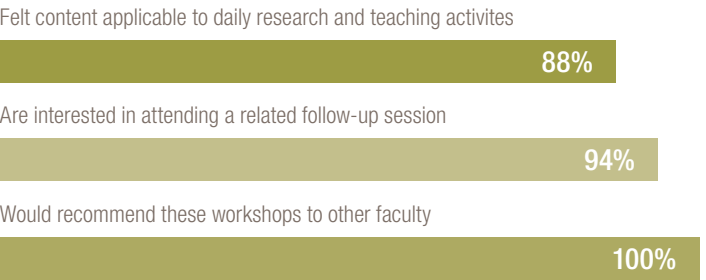 Felt content applicable to daily research and teaching activites
88%
Are interested in attending a related follow-up session
94%
Would recommend these workshops to other faculty
100%